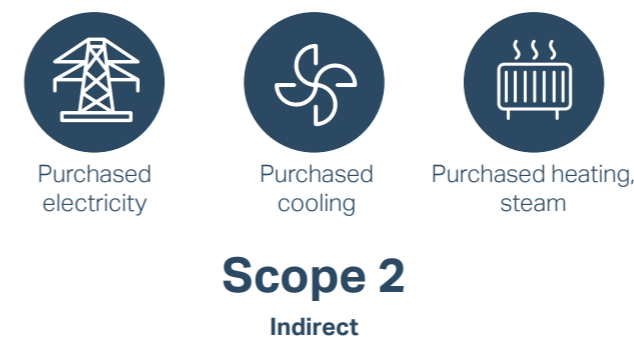 Purchased
electricity
Purchased
cooling
Purchased heating,
steam
Scope 2
Indirect